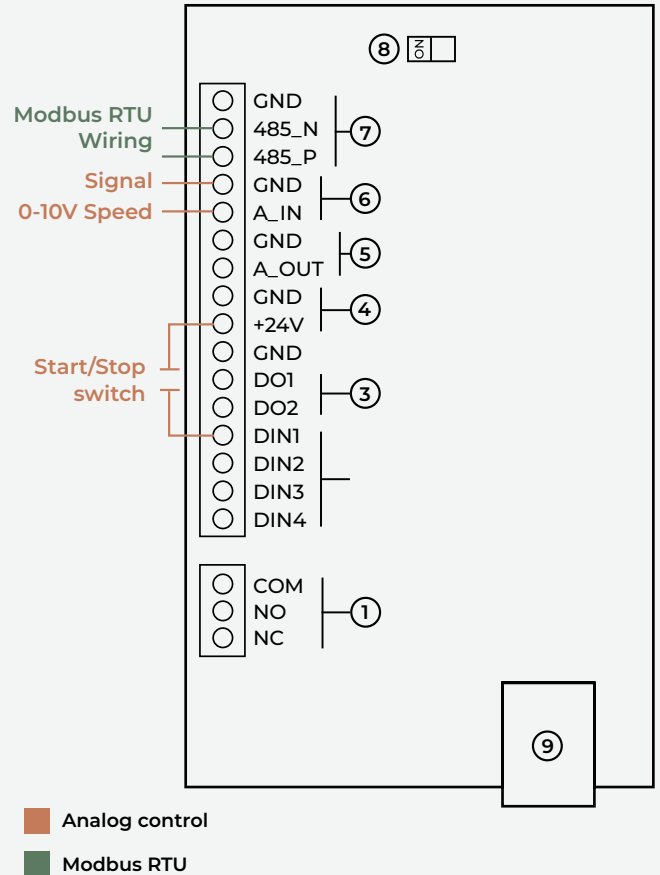 8 ON
GND
Modbus RTU
Wiring
485_N
7
485_P
Signal
GND
6
0-10V Speed
A_IN
GND
5
A_OUT
GND
4
+24V
GND
Start/Stop
switch
DO1
3
DO2
DIN1
DIN2
DIN3
DIN4
COM
NO
1
NC
9
Analog control
Modbus RTU